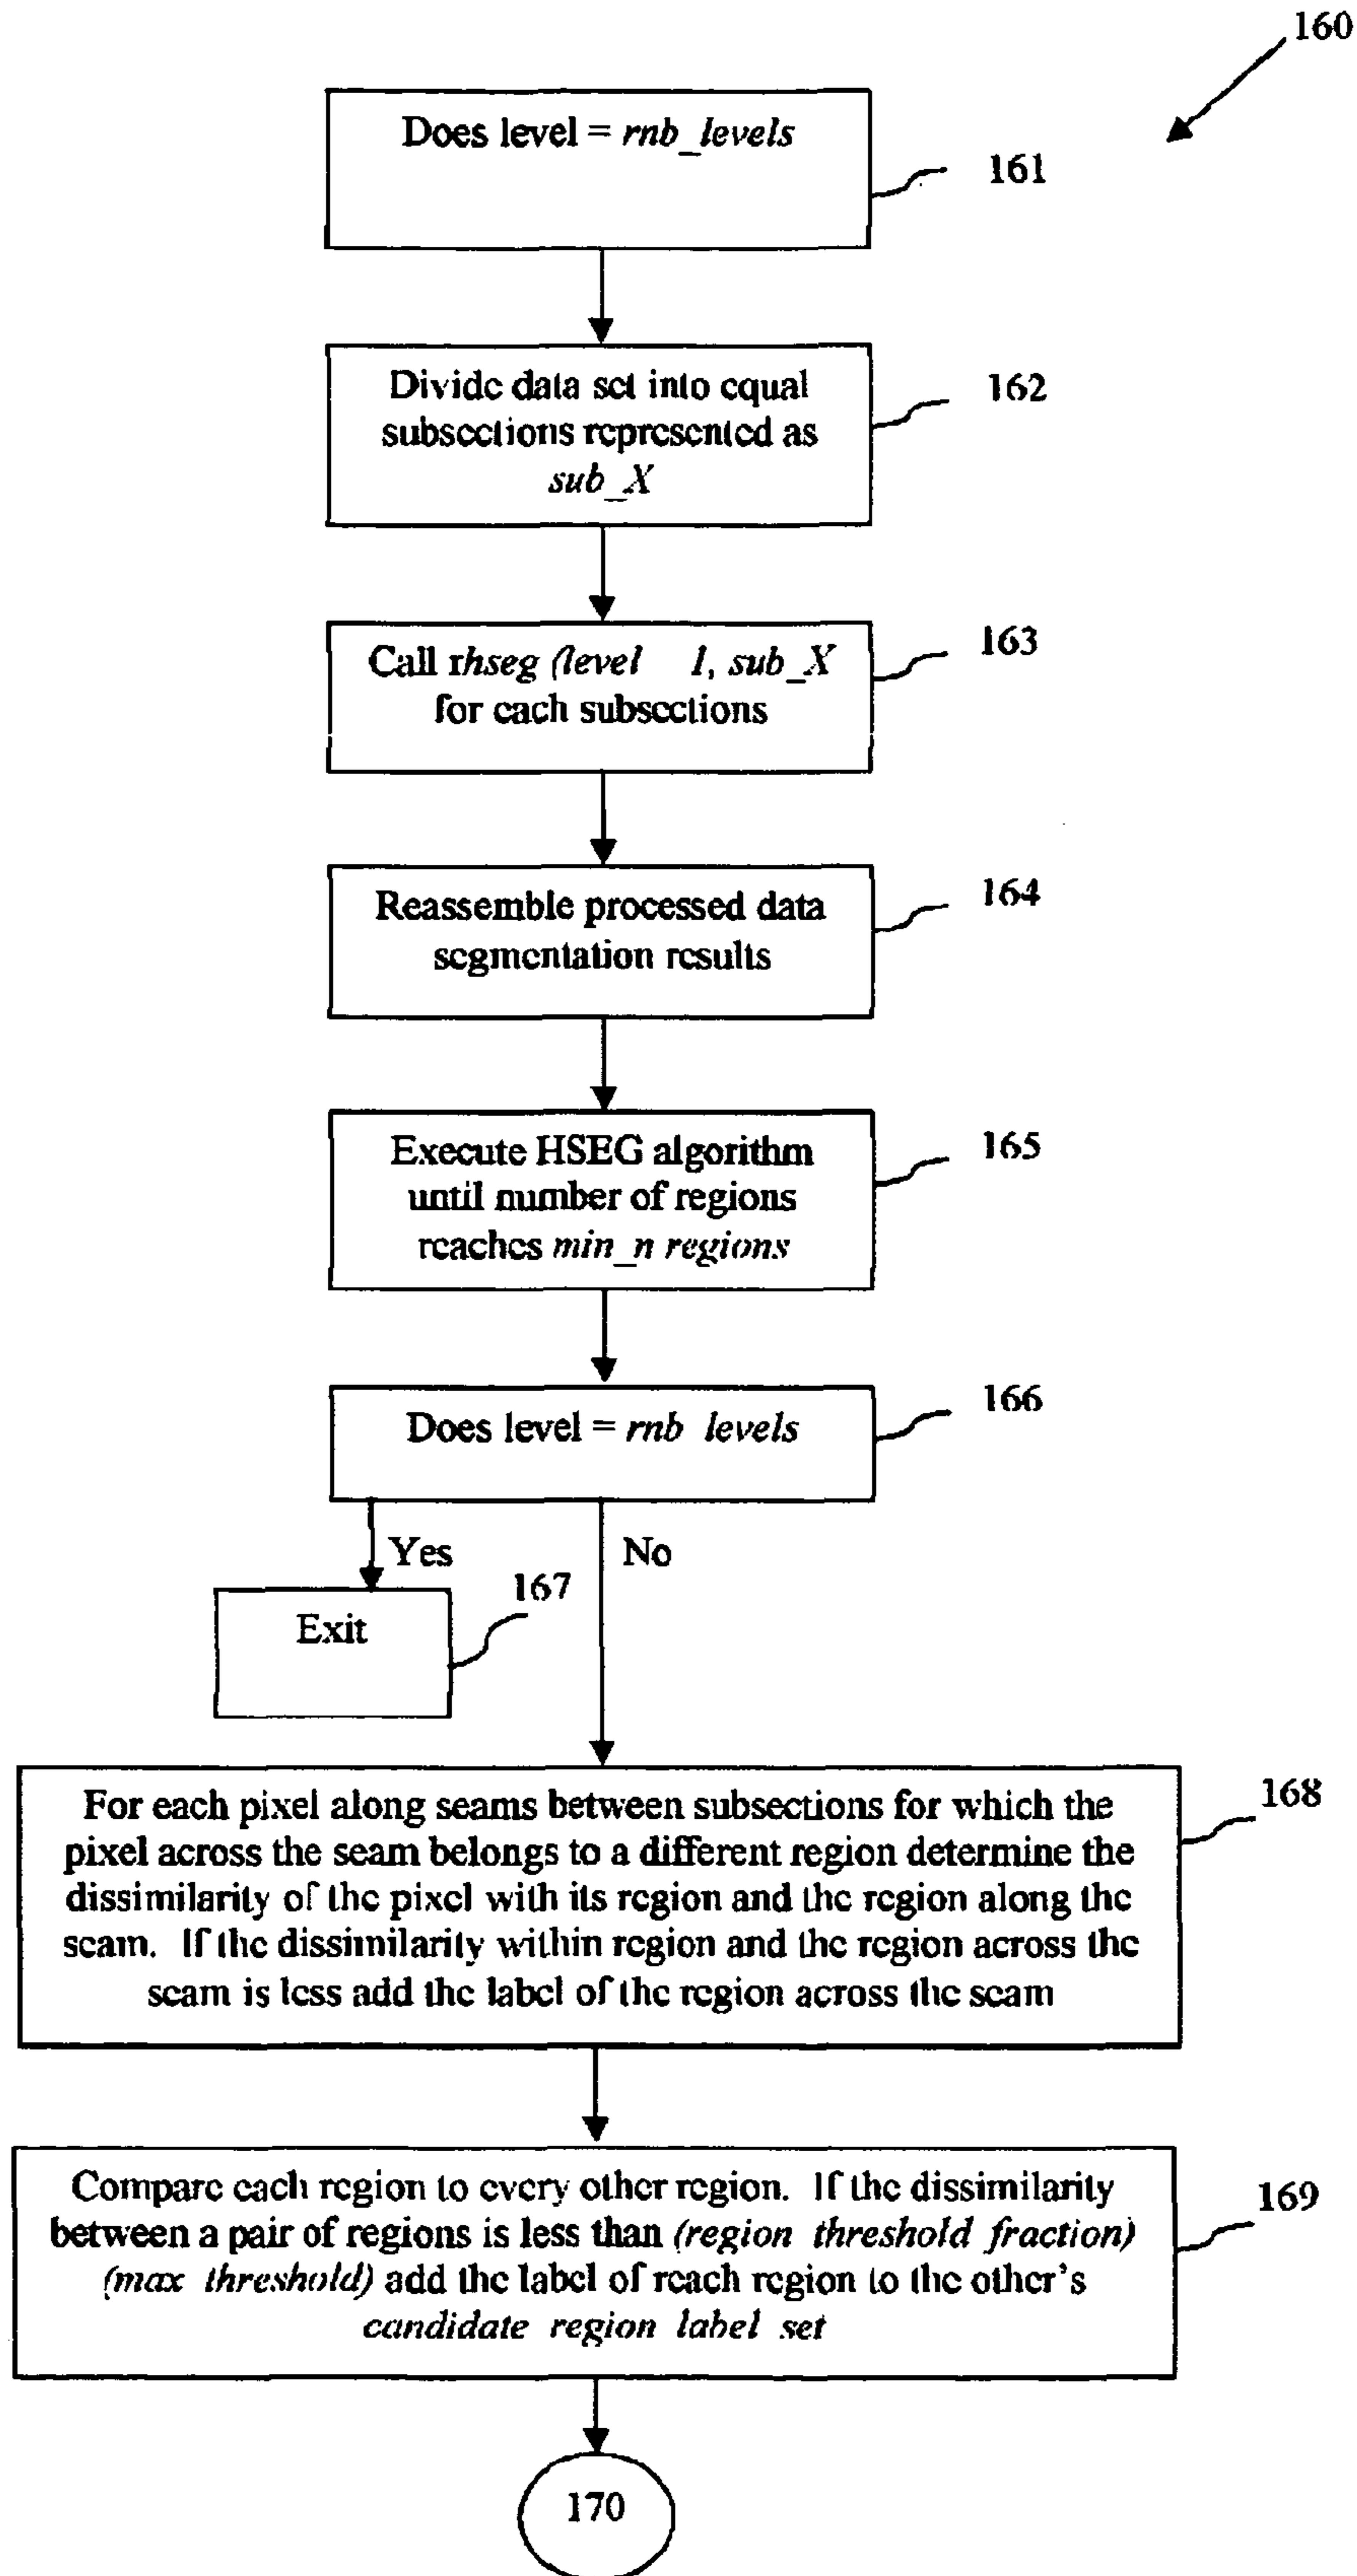 160
Does level = rnb_levels
161
Divide data set into equal
subsections represented as
sub_X
162
Call rhseg (level 1, sub_X
for each subsections
163
Reassemble processed data
segmentation results
164
Execute HSEG algorithm
until number of regions
reaches min_n regions
165
Does level = rnb levels
166
Yes
No
Exit
167
For each pixel along seams between subsections for which the
pixel across the seam belongs to a different region determine the
dissimilarity of the pixel with its region and the region along the
seam. If the dissimilarity within region and the region across the
seam is less add the label of the region across the seam
168
Compare each region to every other region. If the dissimilarity
between a pair of regions is less than (region threshold fraction)
(max threshold) add the label of reach region to the other's
candidate region label set
169
170